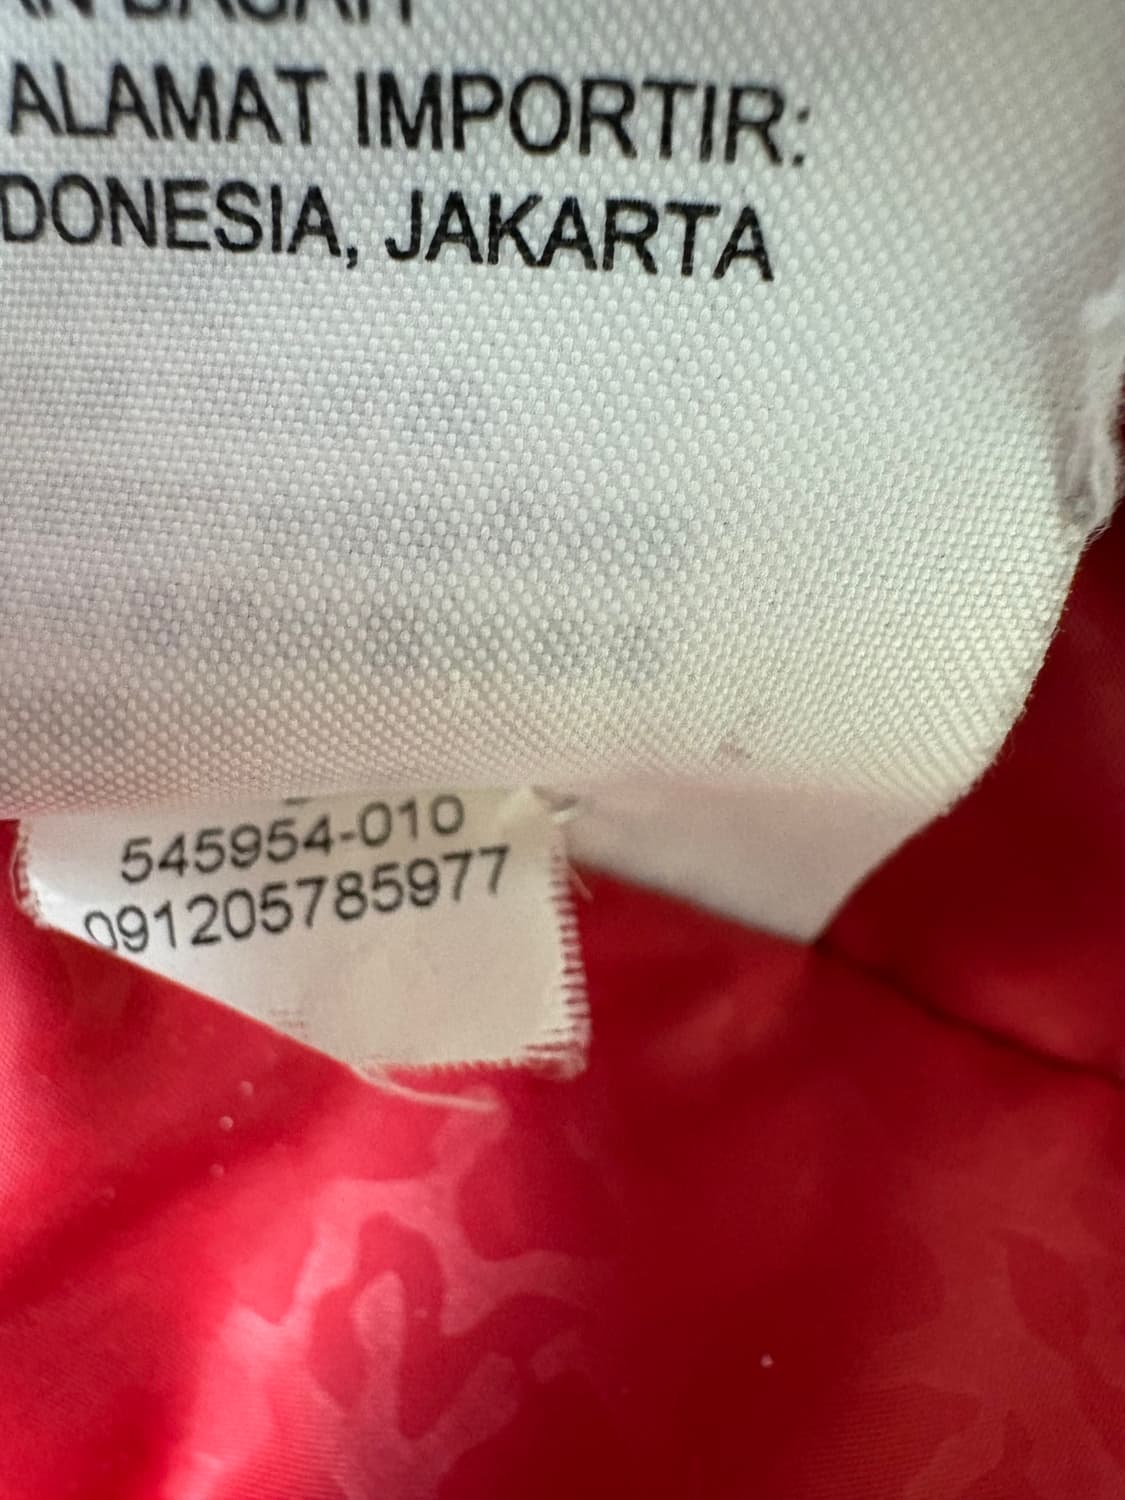 ALAMAT IMPORTIR:
DONESIA, JAKARTA
545954-010
091205785977